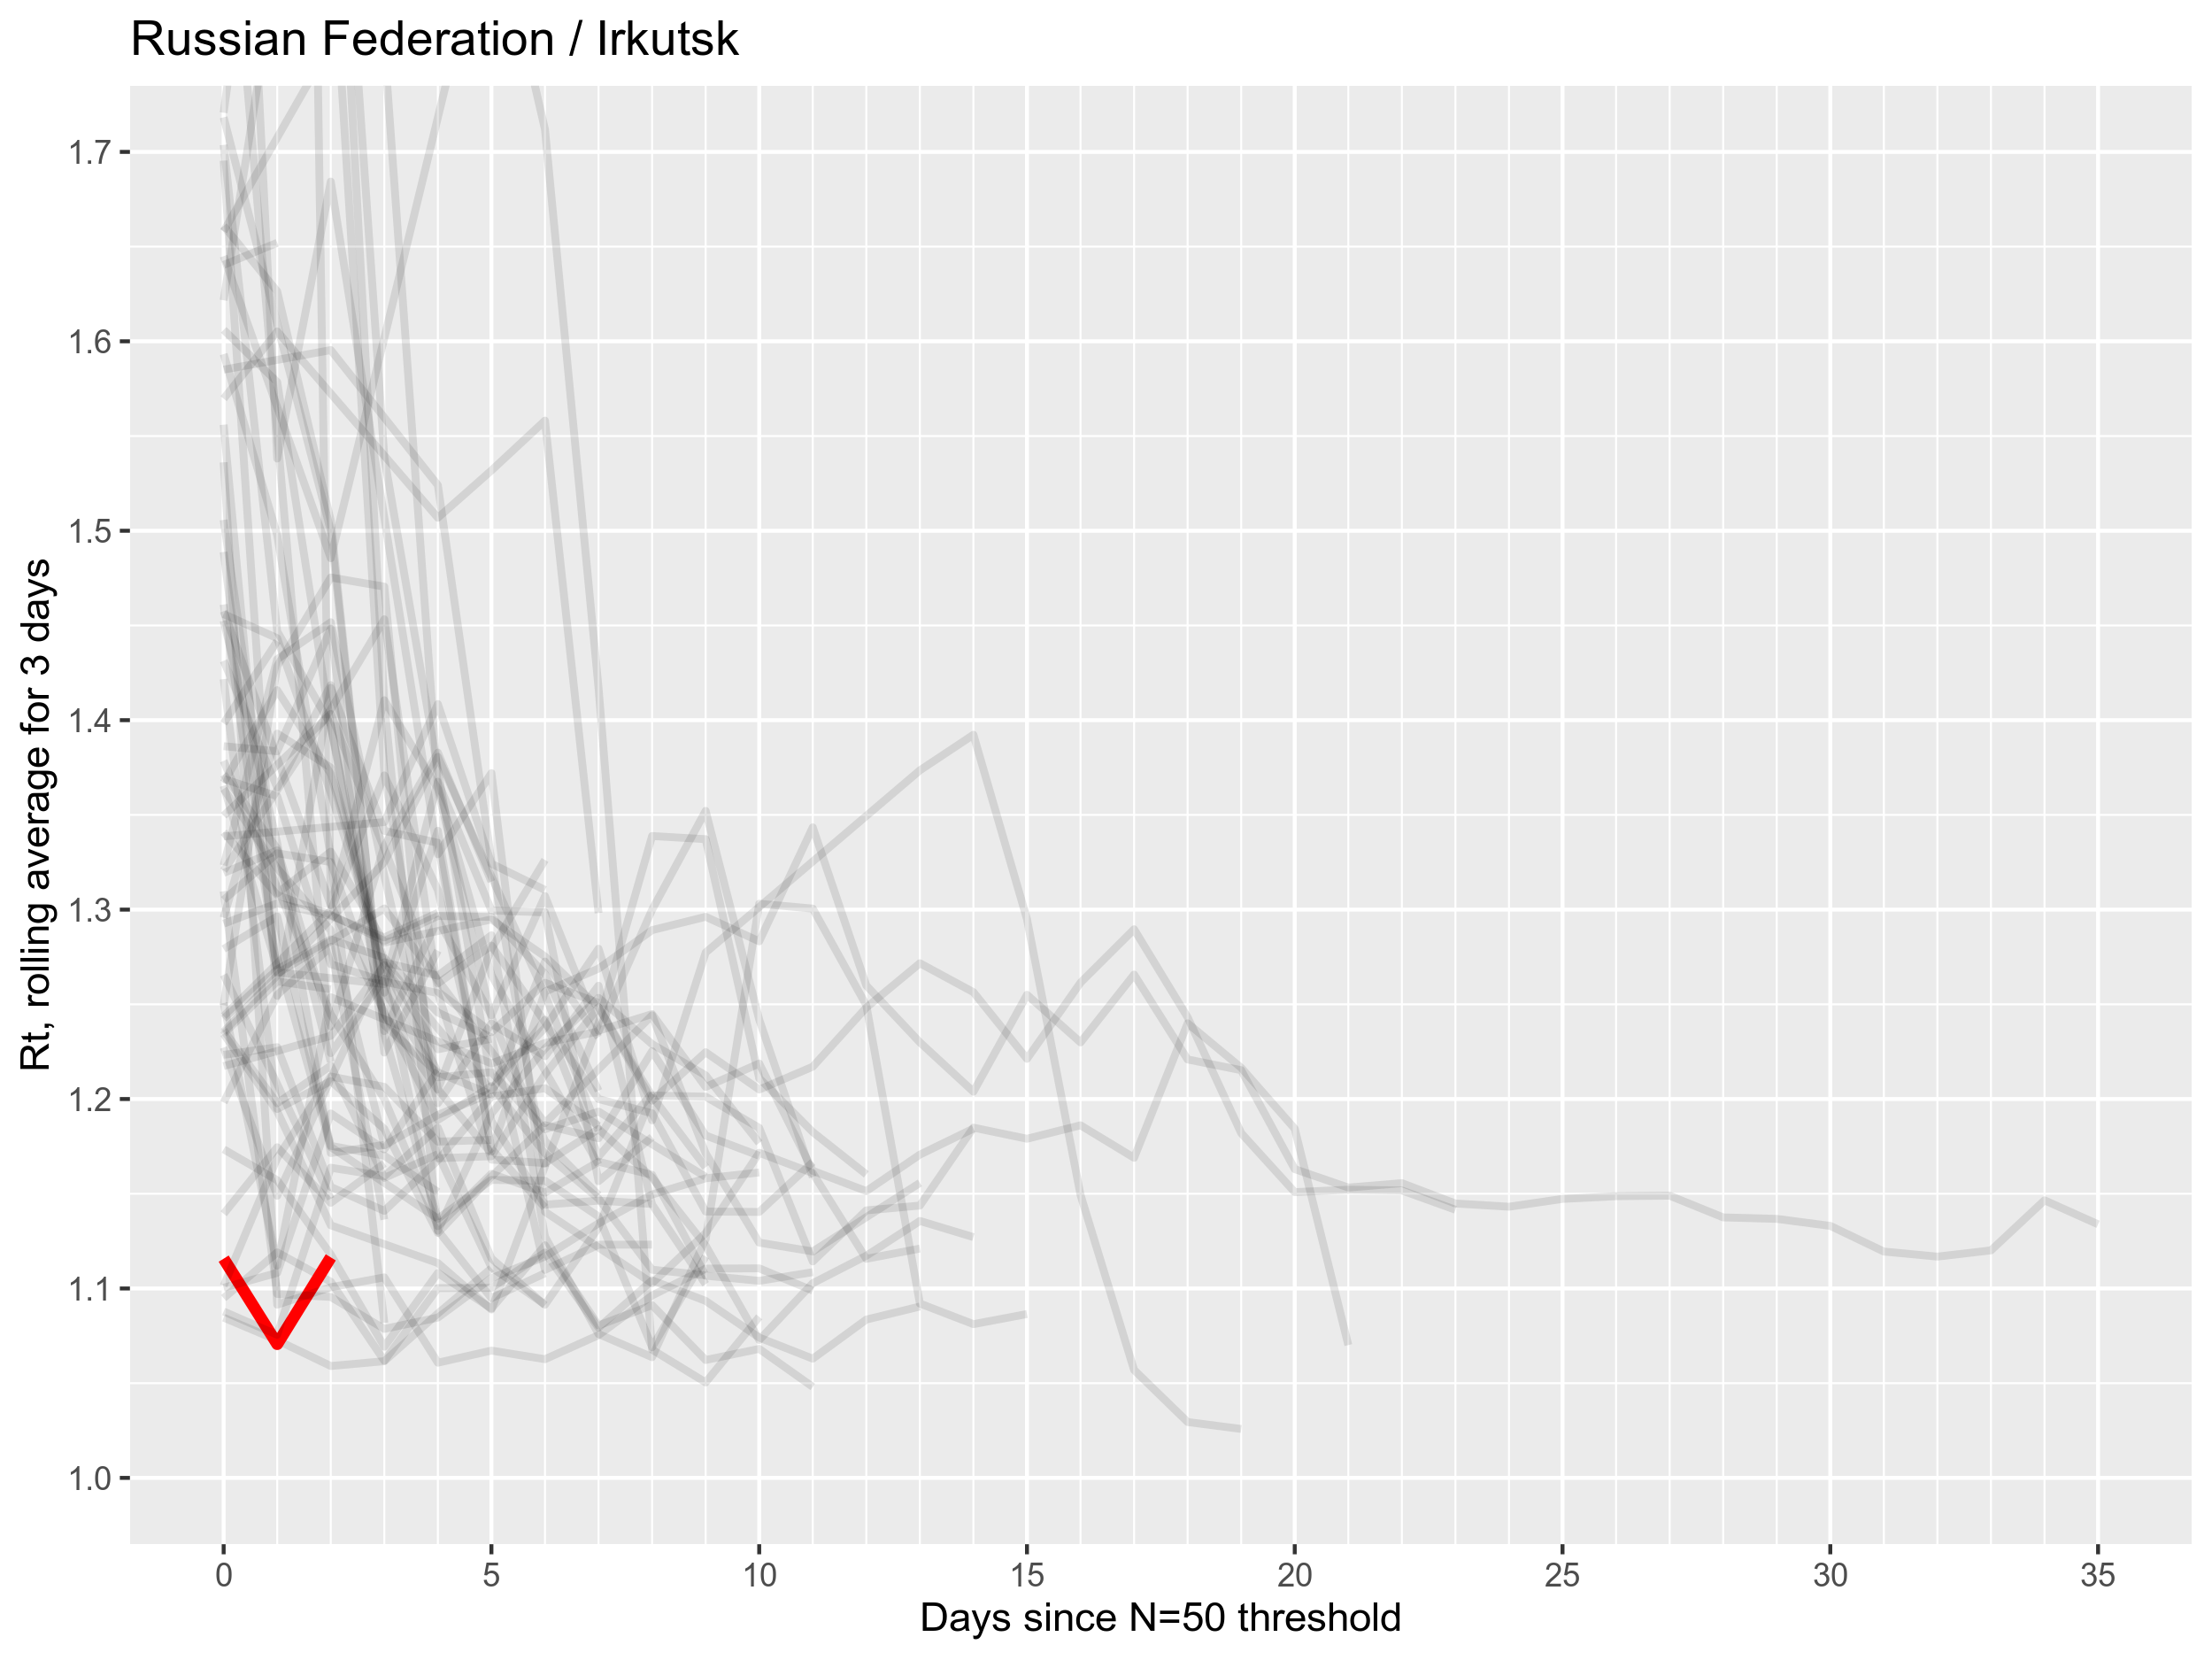 Russian Federation / Irkutsk
Rt, rolling average for 3 days
1.7
1.6
1.5
1.4
1.3
1.2
1.1
1.0
0 5 10 15 20 25 30 35
Days since N=50 threshold